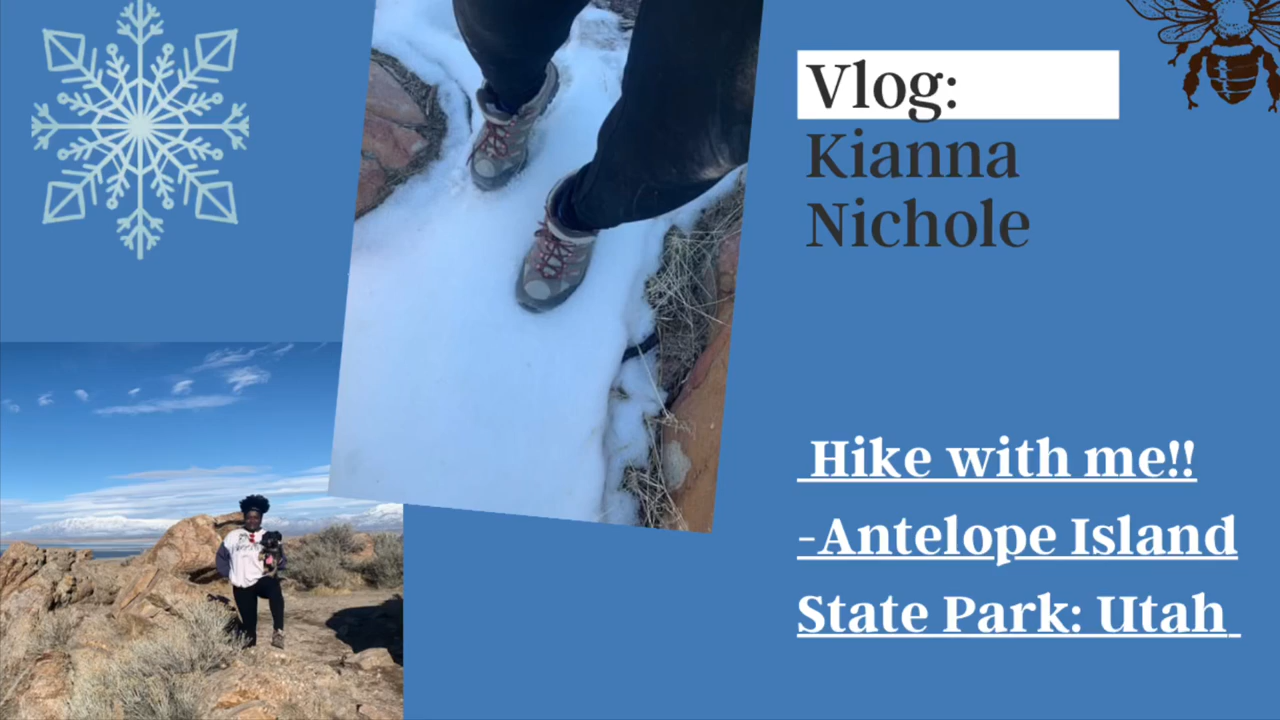 Vlog:
Kianna
Nichole
Hike with me!!
-Antelope Island
State Park: Utah